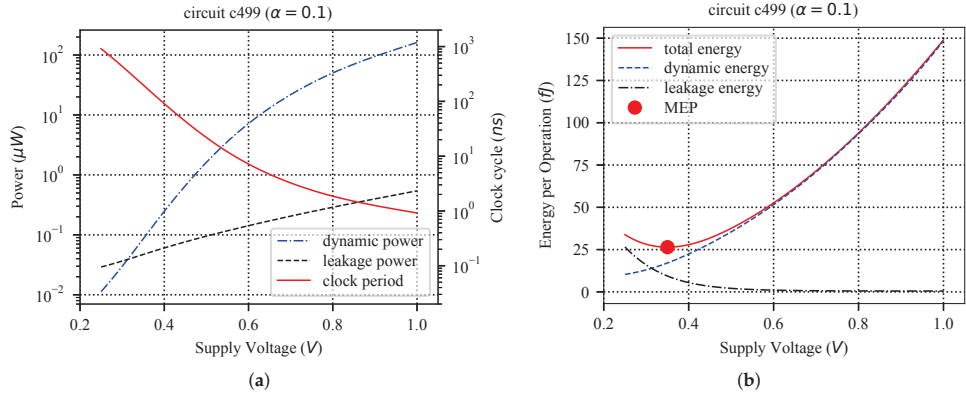 circuit c499 (α = 0.1)
Power (μW)
10²
10¹
10⁰
10⁻¹
10⁻²
dynamic power
leakage power
clock period
10³
10²
10¹
10⁰
10⁻¹
Clock cycle (ns)
0.2 0.4 0.6 0.8 1.0
Supply Voltage (V)
(a)
circuit c499 (α = 0.1)
Energy per Operation (fJ)
150
125
100
75
50
25
0
total energy
dynamic energy
leakage energy
MEP
0.2 0.4 0.6 0.8 1.0
Supply Voltage (V)
(b)